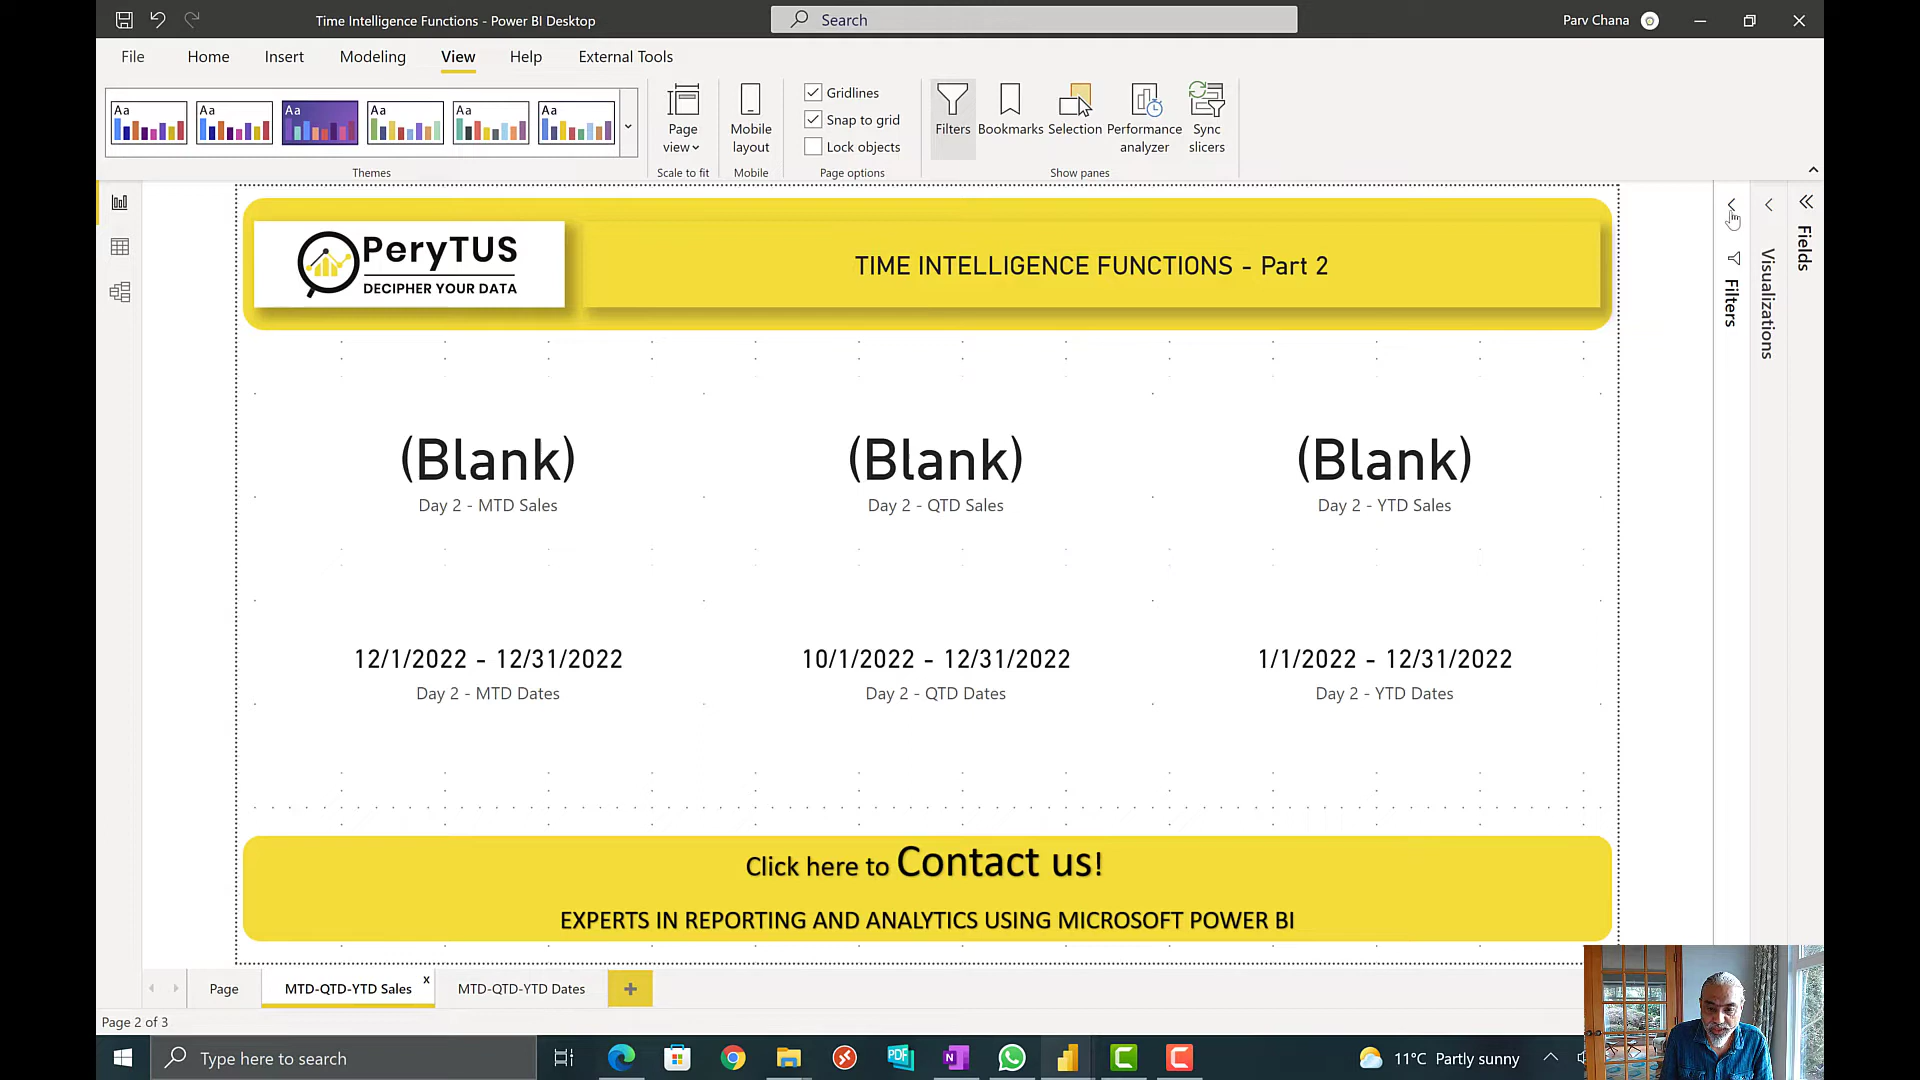 Time Intelligence Functions - Power BI Desktop
Search
Parv Chana
File
Home
Insert
Modeling
View
Help
External Tools
Aa
Aa
Aa
Aa
Aa
Aa
Page view
Mobile layout
Gridlines
Snap to grid
Lock objects
Filters
Bookmarks
Selection
Performance analyzer
Sync slicers
Themes
Scale to fit
Mobile
Page options
Show panes
PeryTUS
DECIPHER YOUR DATA
TIME INTELLIGENCE FUNCTIONS - Part 2
Filters
Visualizations
Fields
(Blank)
Day 2 - MTD Sales
(Blank)
Day 2 - QTD Sales
(Blank)
Day 2 - YTD Sales
12/1/2022 - 12/31/2022
Day 2 - MTD Dates
10/1/2022 - 12/31/2022
Day 2 - QTD Dates
1/1/2022 - 12/31/2022
Day 2 - YTD Dates
Click here to Contact us!
EXPERTS IN REPORTING AND ANALYTICS USING MICROSOFT POWER BI
Page
MTD-QTD-YTD Sales
x
MTD-QTD-YTD Dates
Page 2 of 3
Type here to search
PDF
N
C
C
11°C Partly sunny